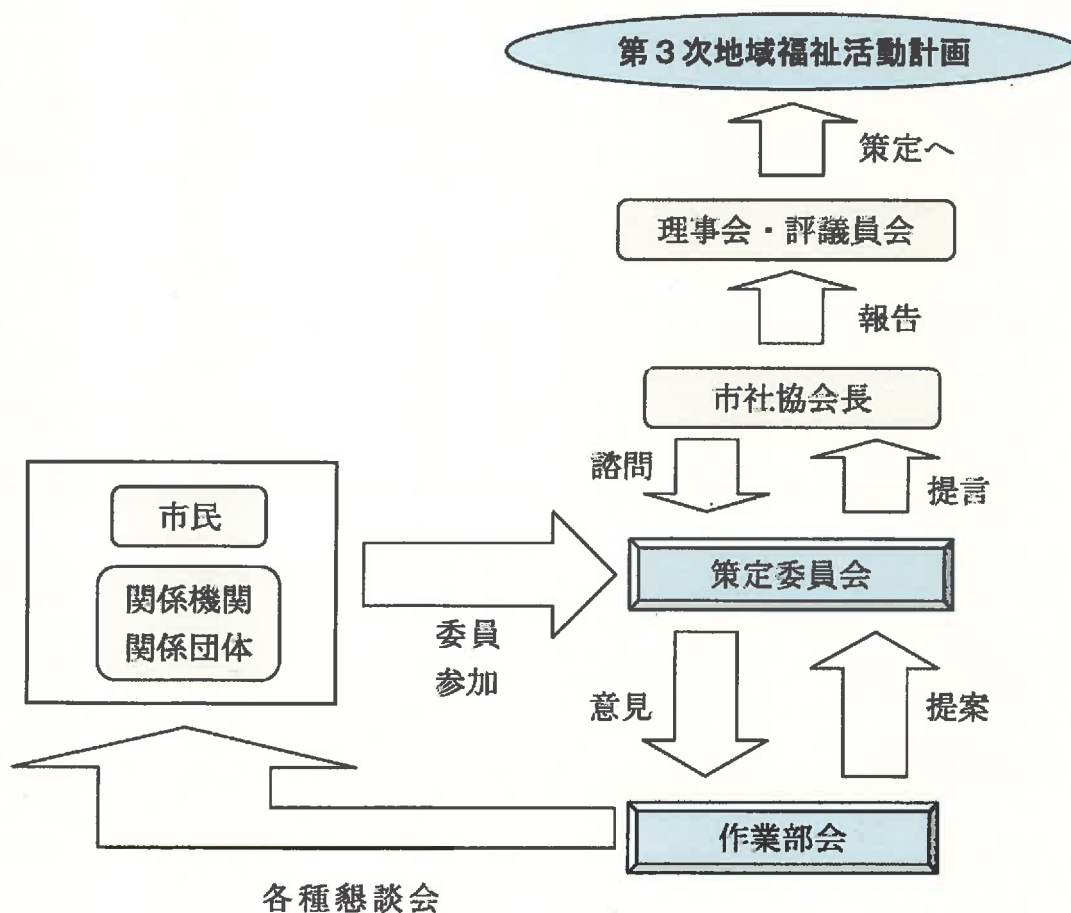 第３次地域福祉活動計画
策定へ
理事会・評議員会
報告
市社協会長
諮問
提言
市民
関係機関
関係団体
委員
参加
策定委員会
意見
提案
作業部会
各種懇談会